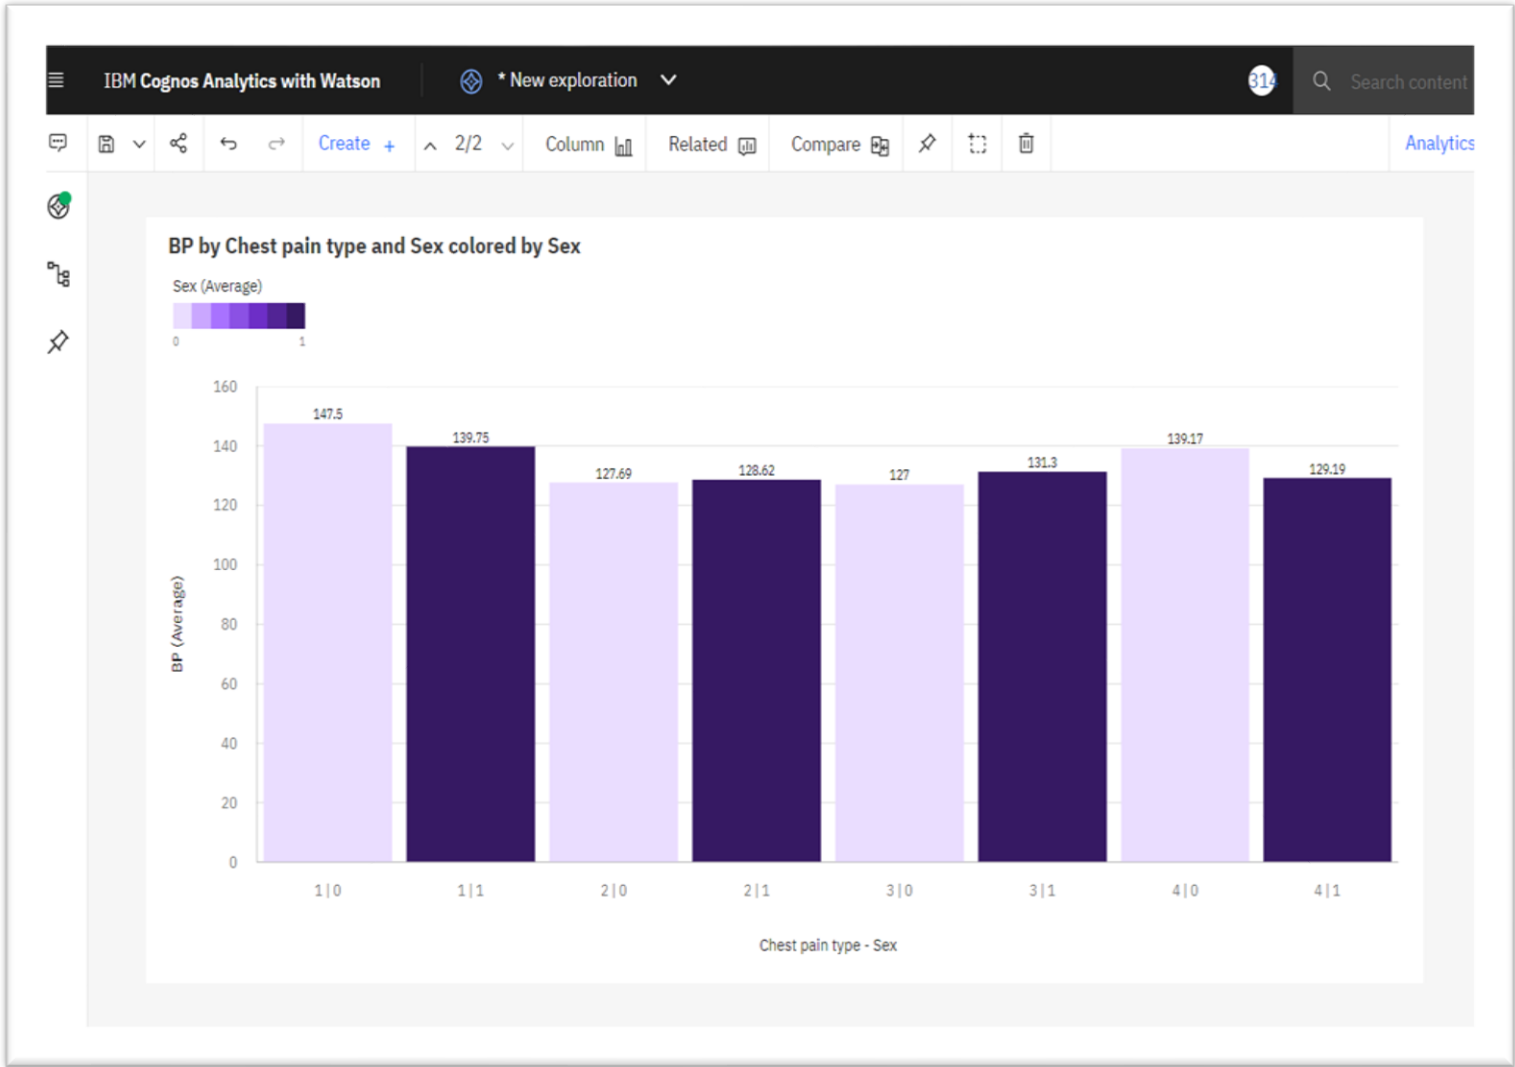 IBM Cognos Analytics with Watson
* New exploration
314
Search content
Create +
2/2
Column
Related
Compare
Analytics
BP by Chest pain type and Sex colored by Sex
Sex (Average)
0 1
160
140
120
100
80
60
40
20
0
BP (Average)
147.5
139.75
127.69
128.62
127
131.3
139.17
129.19
1|0 1|1 2|0 2|1 3|0 3|1 4|0 4|1
Chest pain type - Sex